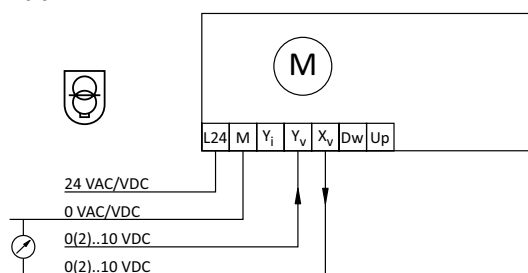 M
L24 M Yᵢ Yᵥ Xᵥ Dw Up
24 VAC/VDC
0 VAC/VDC
0(2)..10 VDC
0(2)..10 VDC